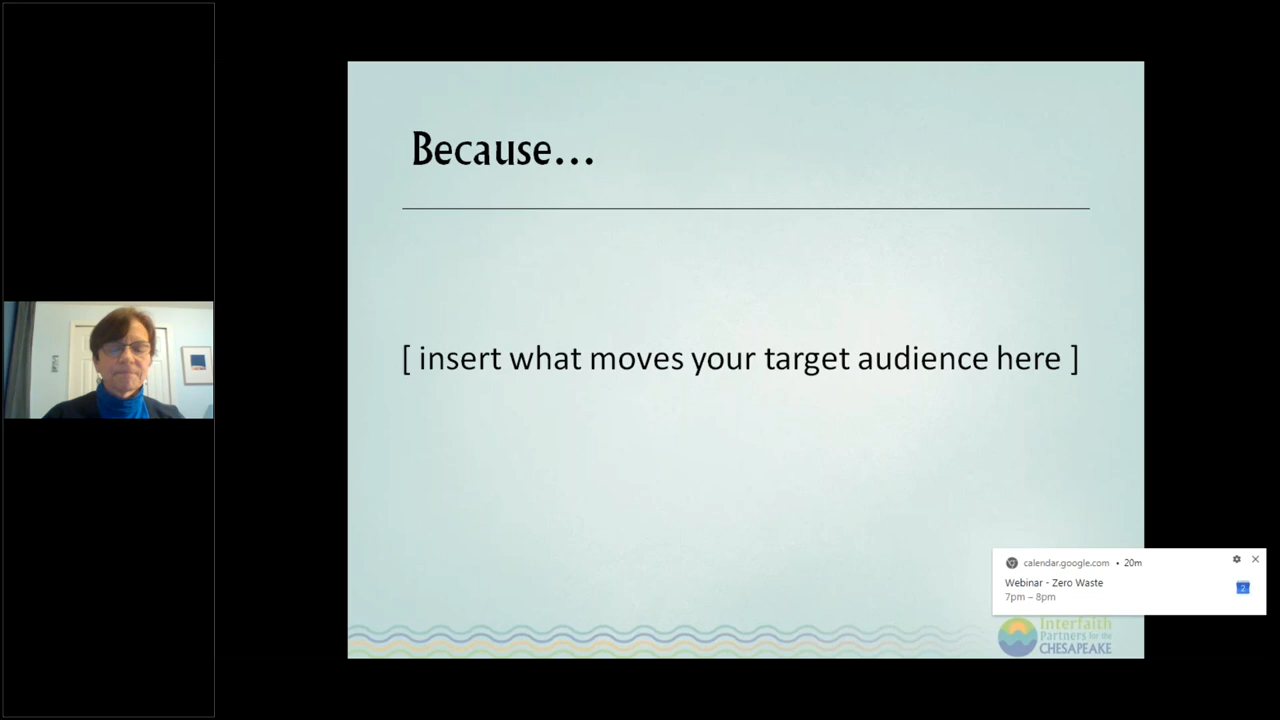 Because...
[ insert what moves your target audience here ]
calendar.google.com • 20m
Webinar - Zero Waste
7pm – 8pm
2
Interfaith
Partners for the
CHESAPEAKE